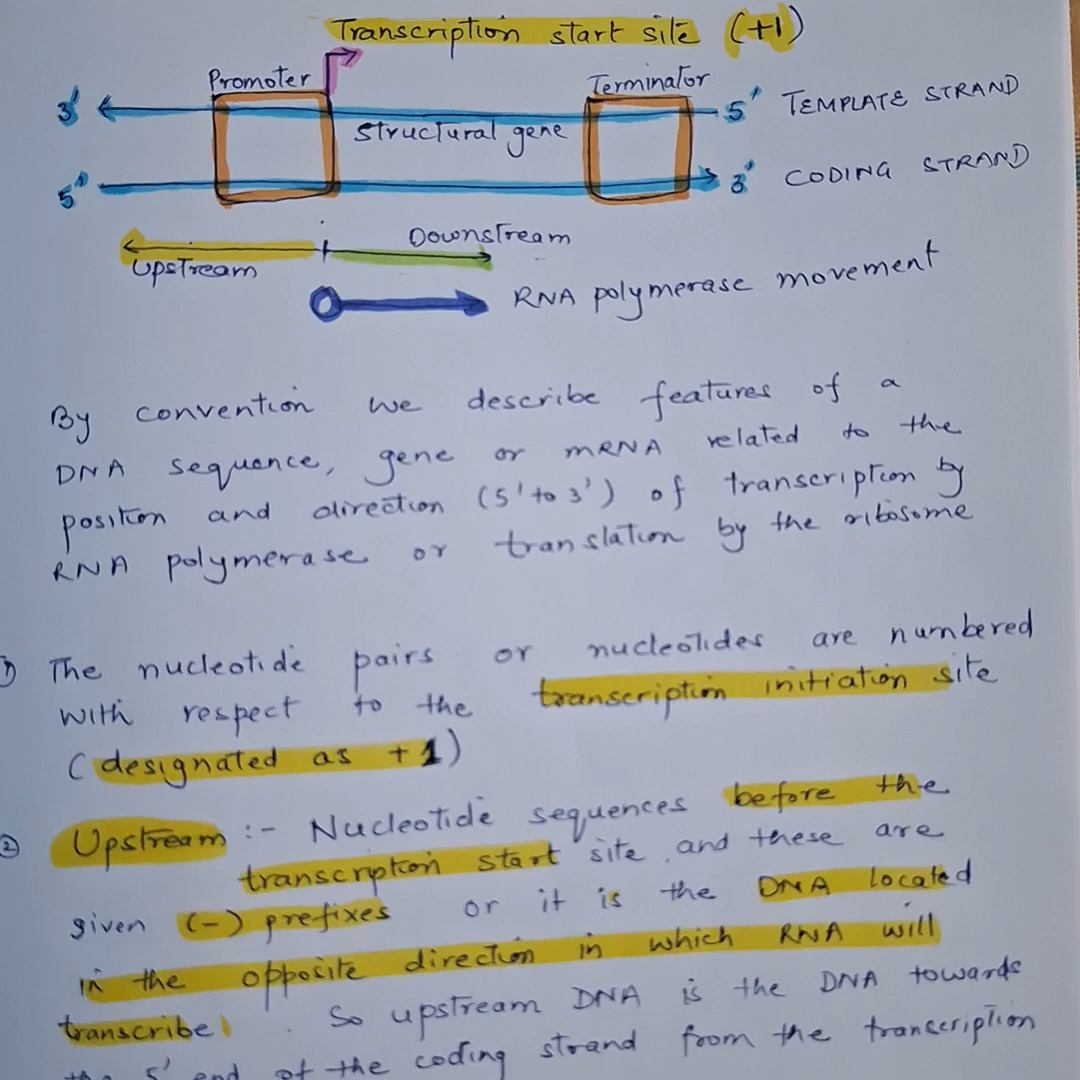 Transcription start site (+1)
Promoter
Terminator
3' 5' TEMPLATE STRAND
Structural gene
5' 3' CODING STRAND
Downstream
Upstream
RNA polymerase movement
By convention we describe features of a
DNA sequence, gene or mRNA related to the
position and direction (5' to 3') of transcription by
RNA polymerase or translation by the ribosome
1) The nucleotide pairs or nucleotides are numbered
with respect to the transcription initiation site
(designated as +1)
2 Upstream :- Nucleotide sequences before the
transcription start site and these are
given (-) prefixes or it is the DNA located
in the opposite direction in which RNA will
transcribe. So upstream DNA is the DNA towards
the 5' end of the coding strand from the transcription